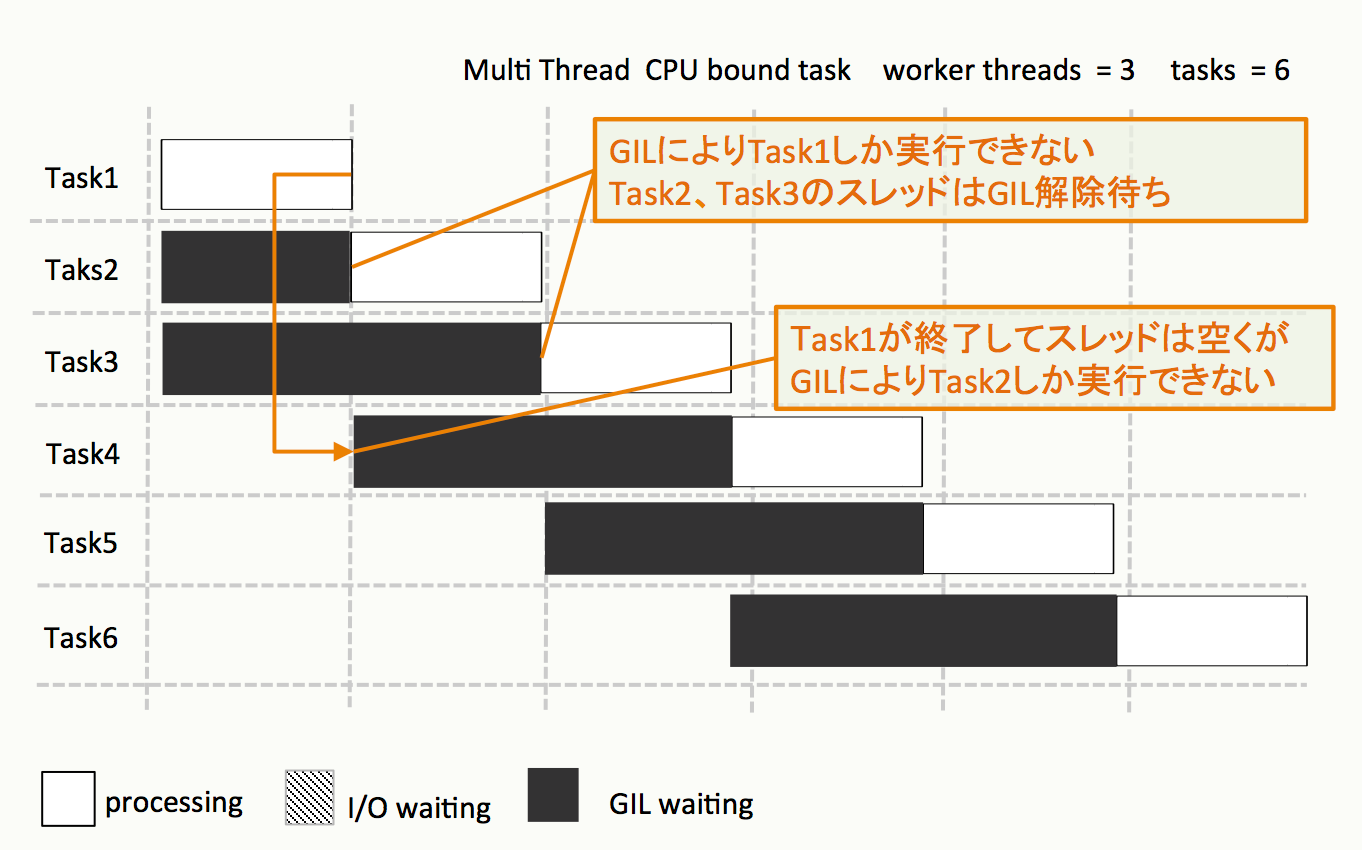 Multi Thread CPU bound task worker threads = 3 tasks = 6
GILによりTask1しか実行できない
Task2、Task3のスレッドはGIL解除待ち
Task1
Taks2
Task3
Task1が終了してスレッドは空くが
GILによりTask2しか実行できない
Task4
Task5
Task6
processing
I/O waiting
GIL waiting